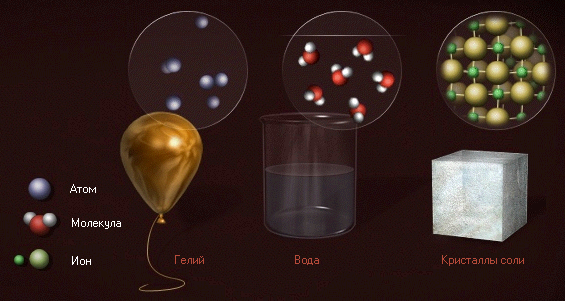 Атом
Молекула
Ион
Гелий
Вода
Кристаллы соли